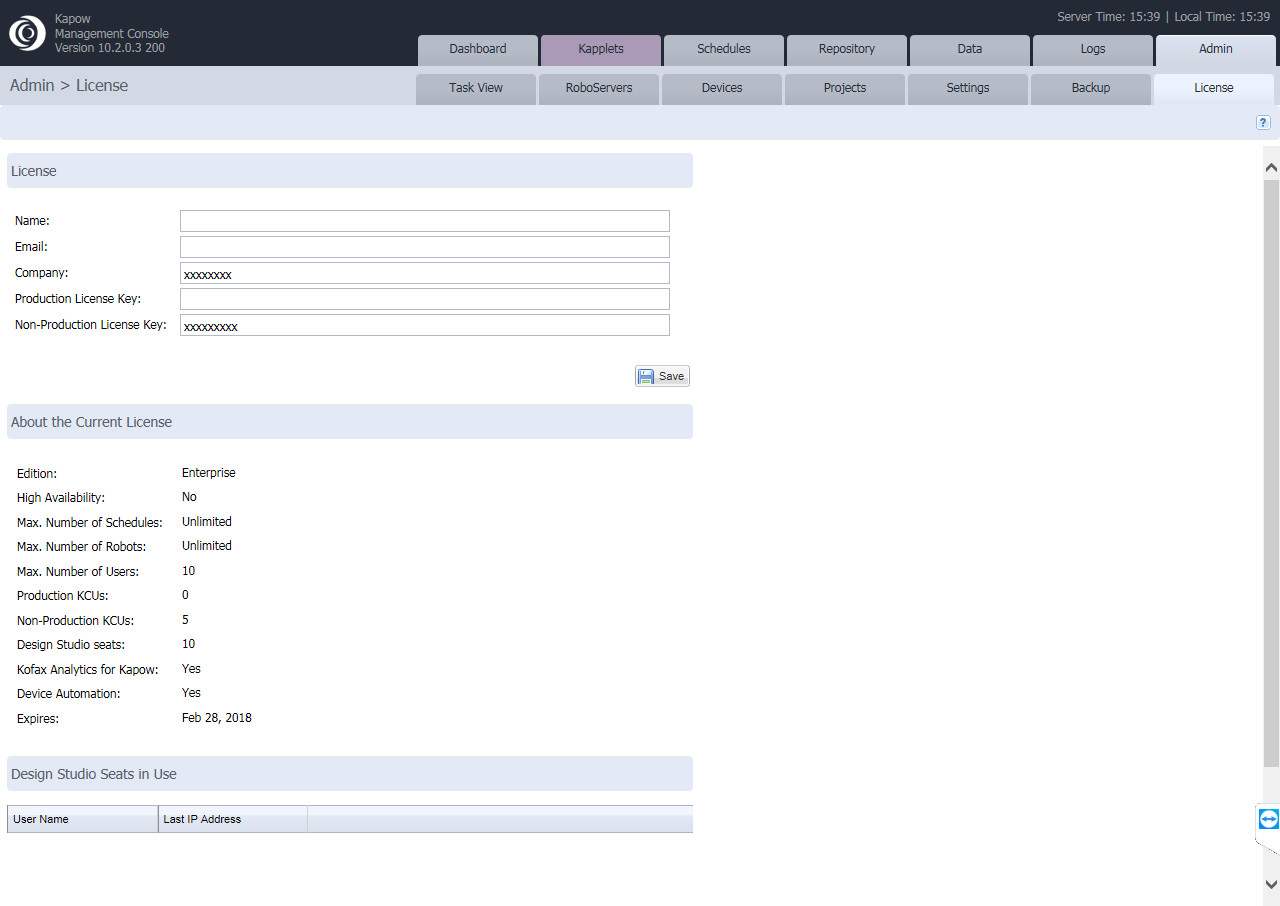 Kapow
Management Console
Version 10.2.0.3 200
Server Time: 15:39 | Local Time: 15:39
Dashboard Kapplets Schedules Repository Data Logs Admin
Admin > License
Task View RoboServers Devices Projects Settings Backup License
?
License
Name:
Email:
Company: xxxxxxxx
Production License Key:
Non-Production License Key: xxxxxxxxx
Save
About the Current License
Edition: Enterprise
High Availability: No
Max. Number of Schedules: Unlimited
Max. Number of Robots: Unlimited
Max. Number of Users: 10
Production KCUs: 0
Non-Production KCUs: 5
Design Studio seats: 10
Kofax Analytics for Kapow: Yes
Device Automation: Yes
Expires: Feb 28, 2018
Design Studio Seats in Use
User Name Last IP Address